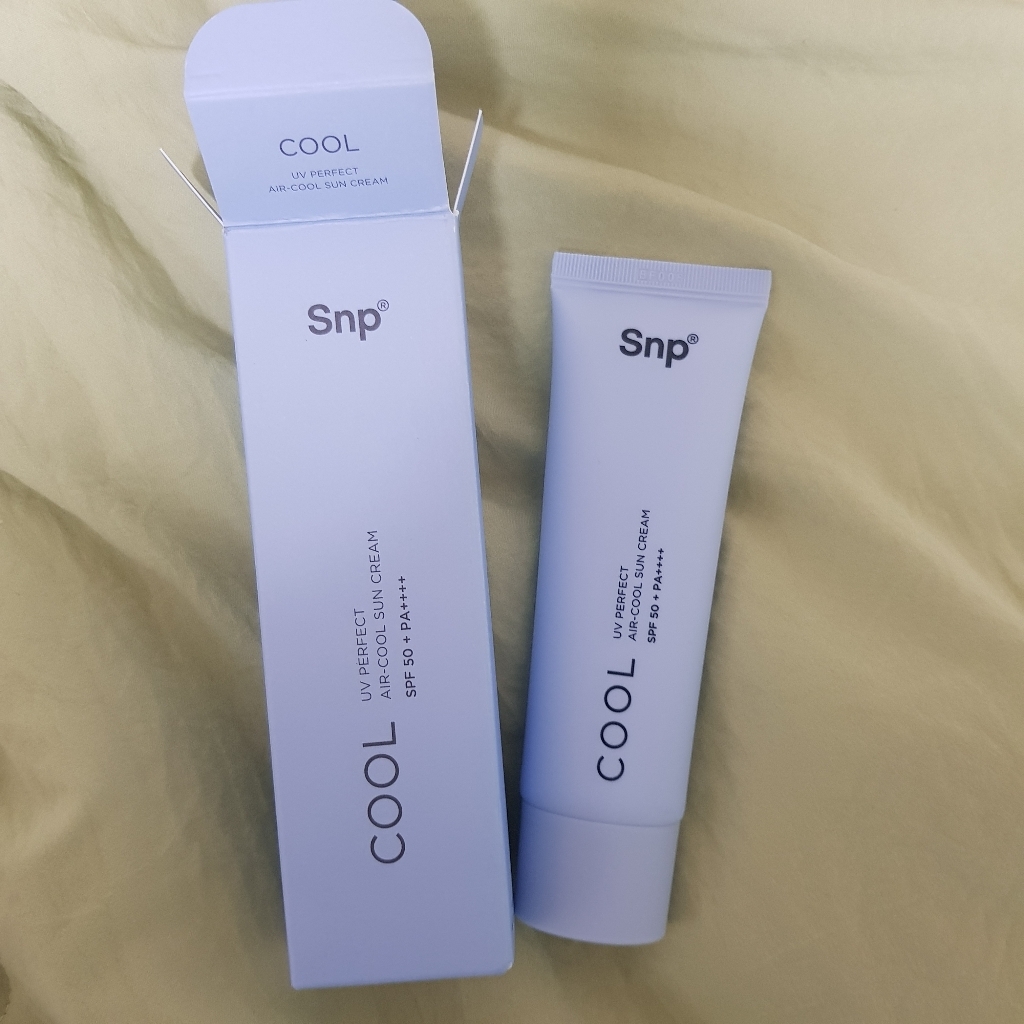 COOL
UV PERFECT
AIR-COOL SUN CREAM
Snp®
COOL
UV PERFECT
AIR-COOL SUN CREAM
SPF 50 + PA++++
Snp®
COOL
UV PERFECT
AIR-COOL SUN CREAM
SPF 50 + PA++++